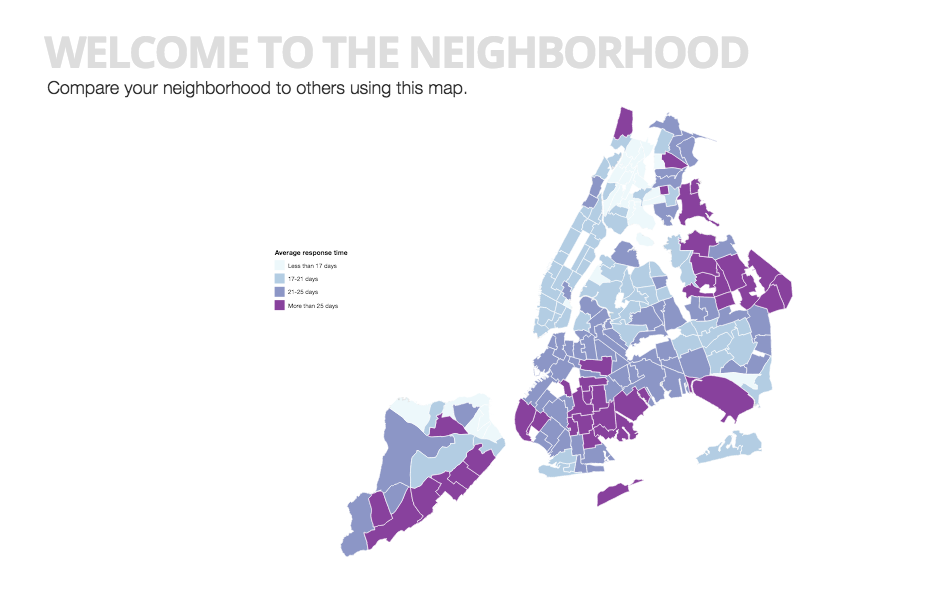 WELCOME TO THE NEIGHBORHOOD
Compare your neighborhood to others using this map.
Average response time
Less than 17 days
17-21 days
21-25 days
More than 25 days